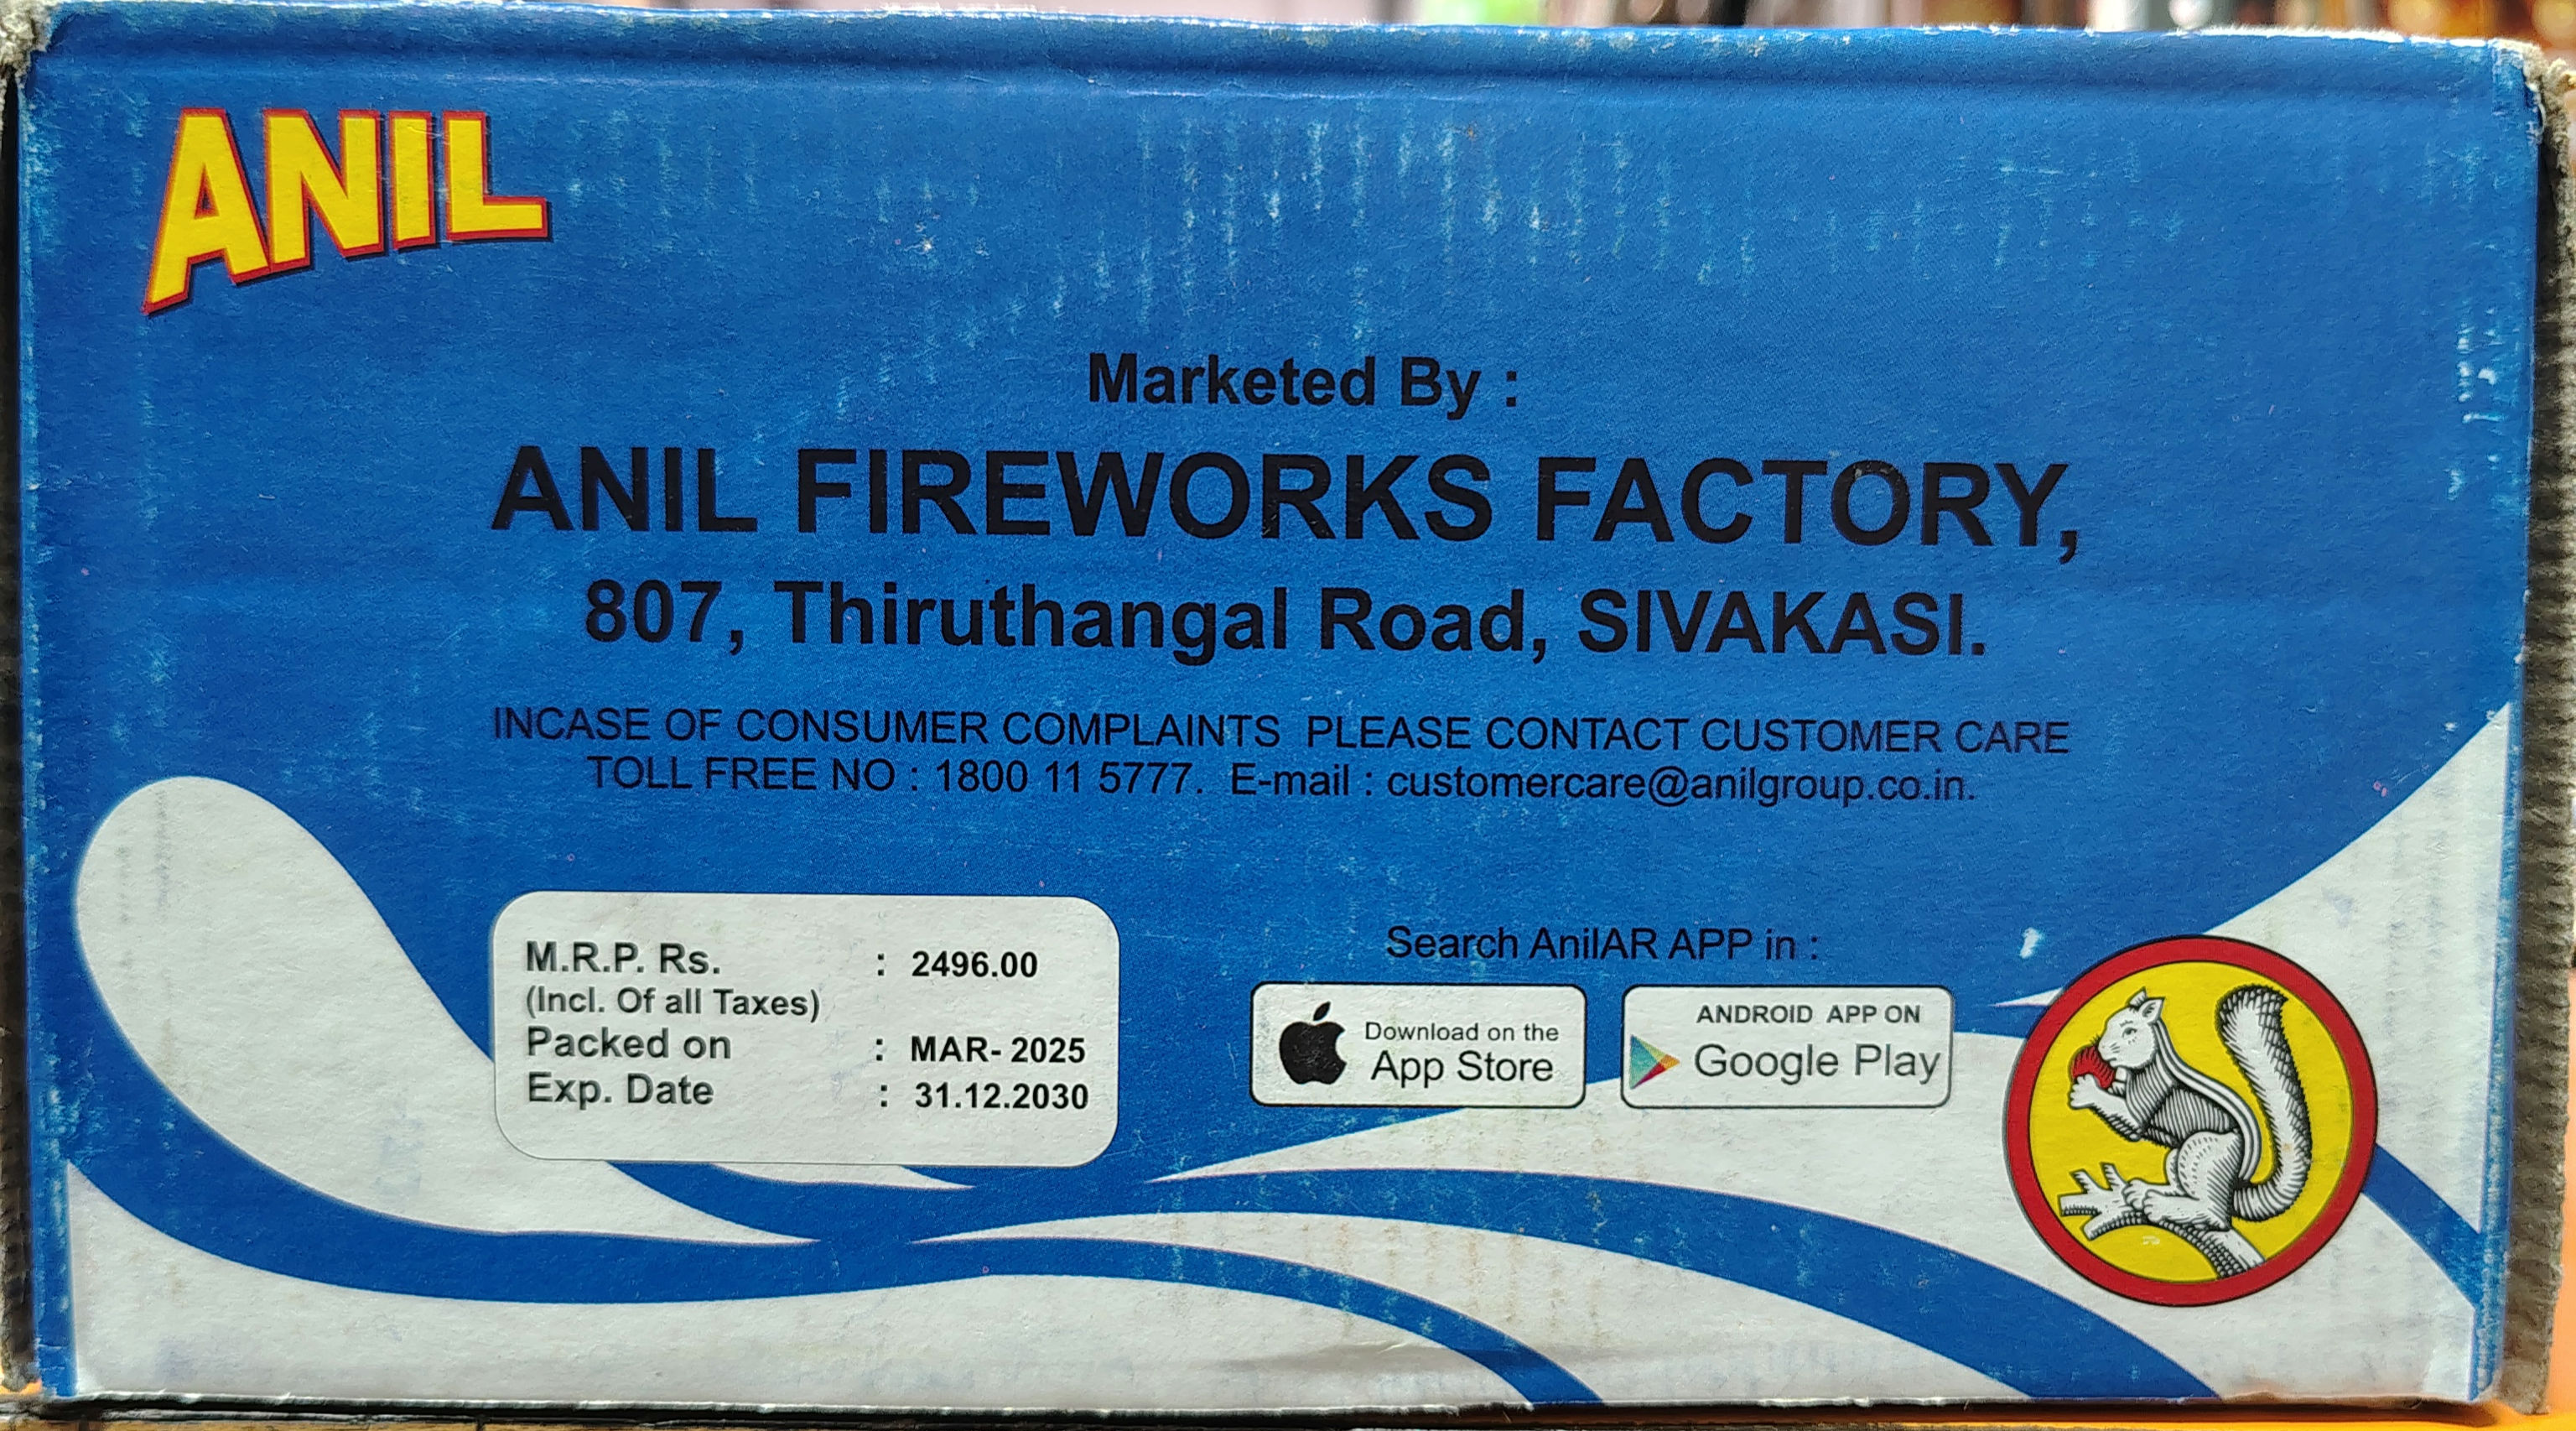 ANIL
Marketed By :
ANIL FIREWORKS FACTORY,
807, Thiruthangal Road, SIVAKASI.
INCASE OF CONSUMER COMPLAINTS PLEASE CONTACT CUSTOMER CARE
TOLL FREE NO : 1800 11 5777. E-mail : customercare@anilgroup.co.in.
M.R.P. Rs. : 2496.00
(Incl. Of all Taxes)
Packed on : MAR- 2025
Exp. Date : 31.12.2030
Search AnilAR APP in :
Download on the
App Store
ANDROID APP ON
Google Play